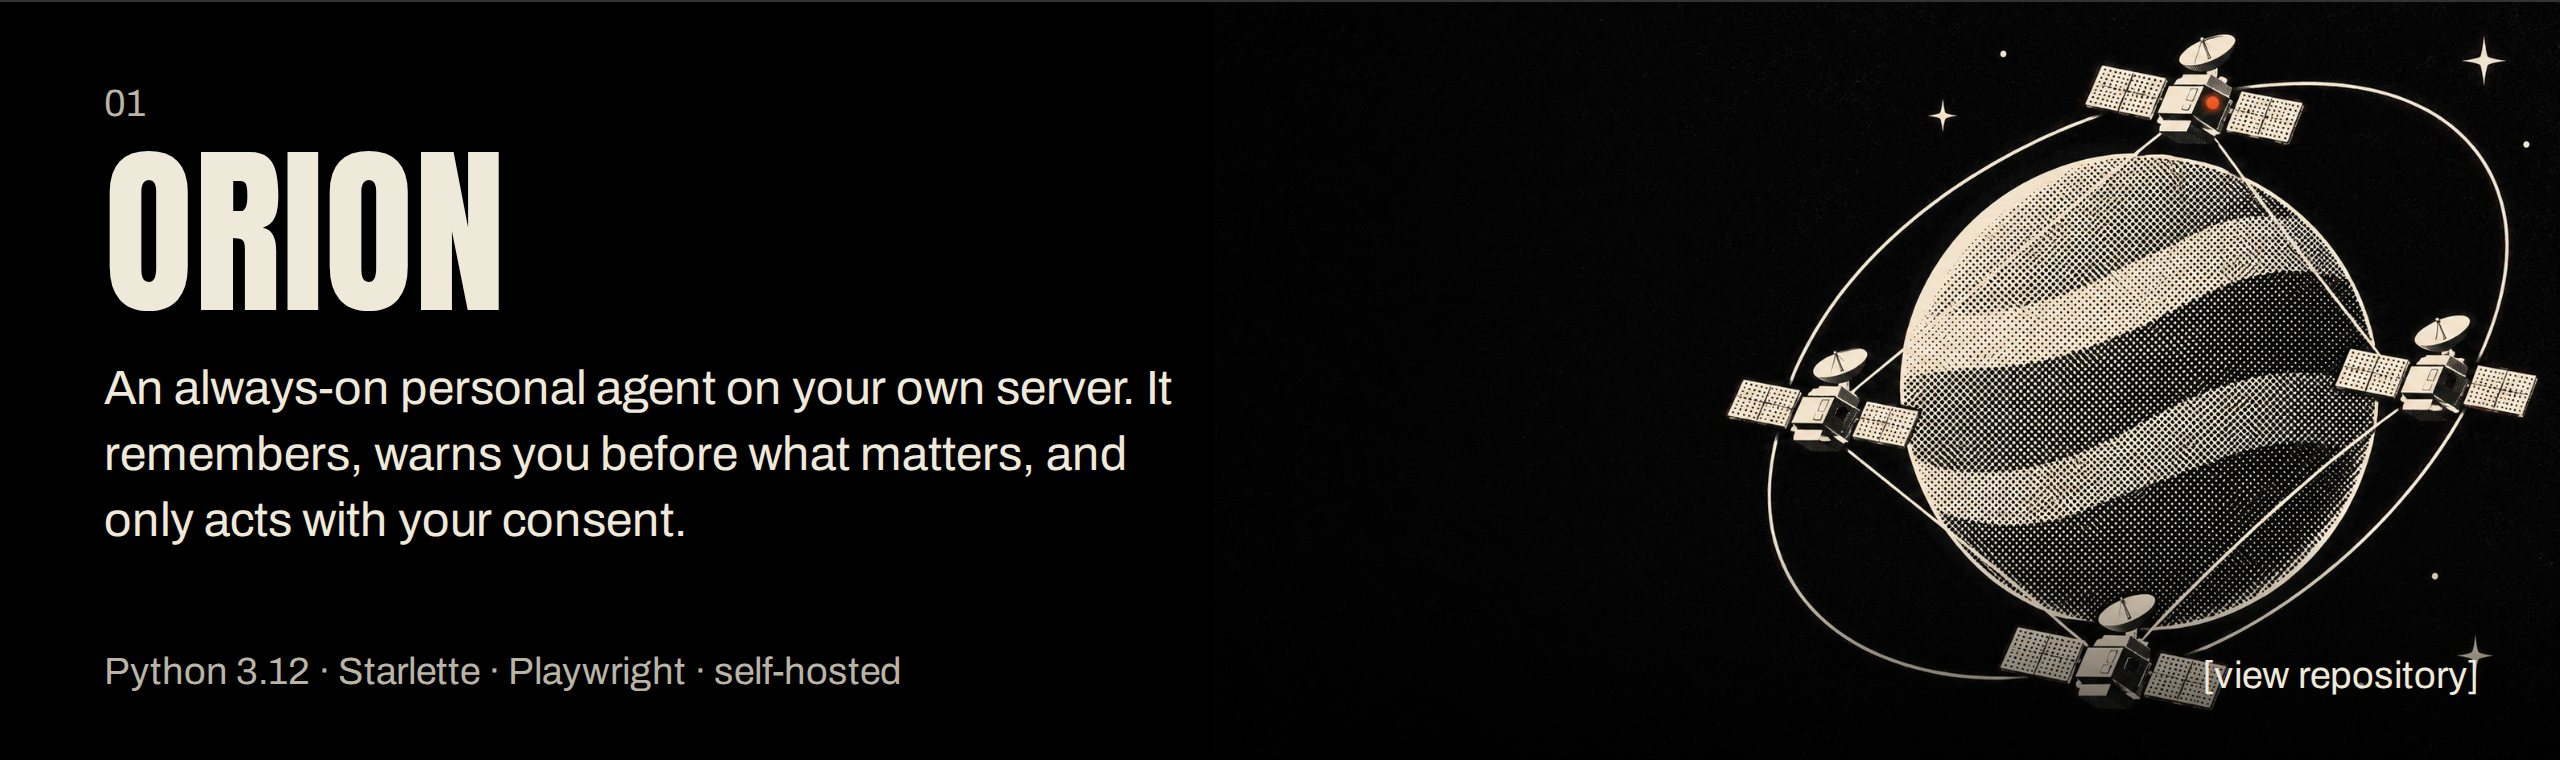 01
ORION
An always-on personal agent on your own server. It
remembers, warns you before what matters, and
only acts with your consent.
Python 3.12 · Starlette · Playwright · self-hosted
[view repository]